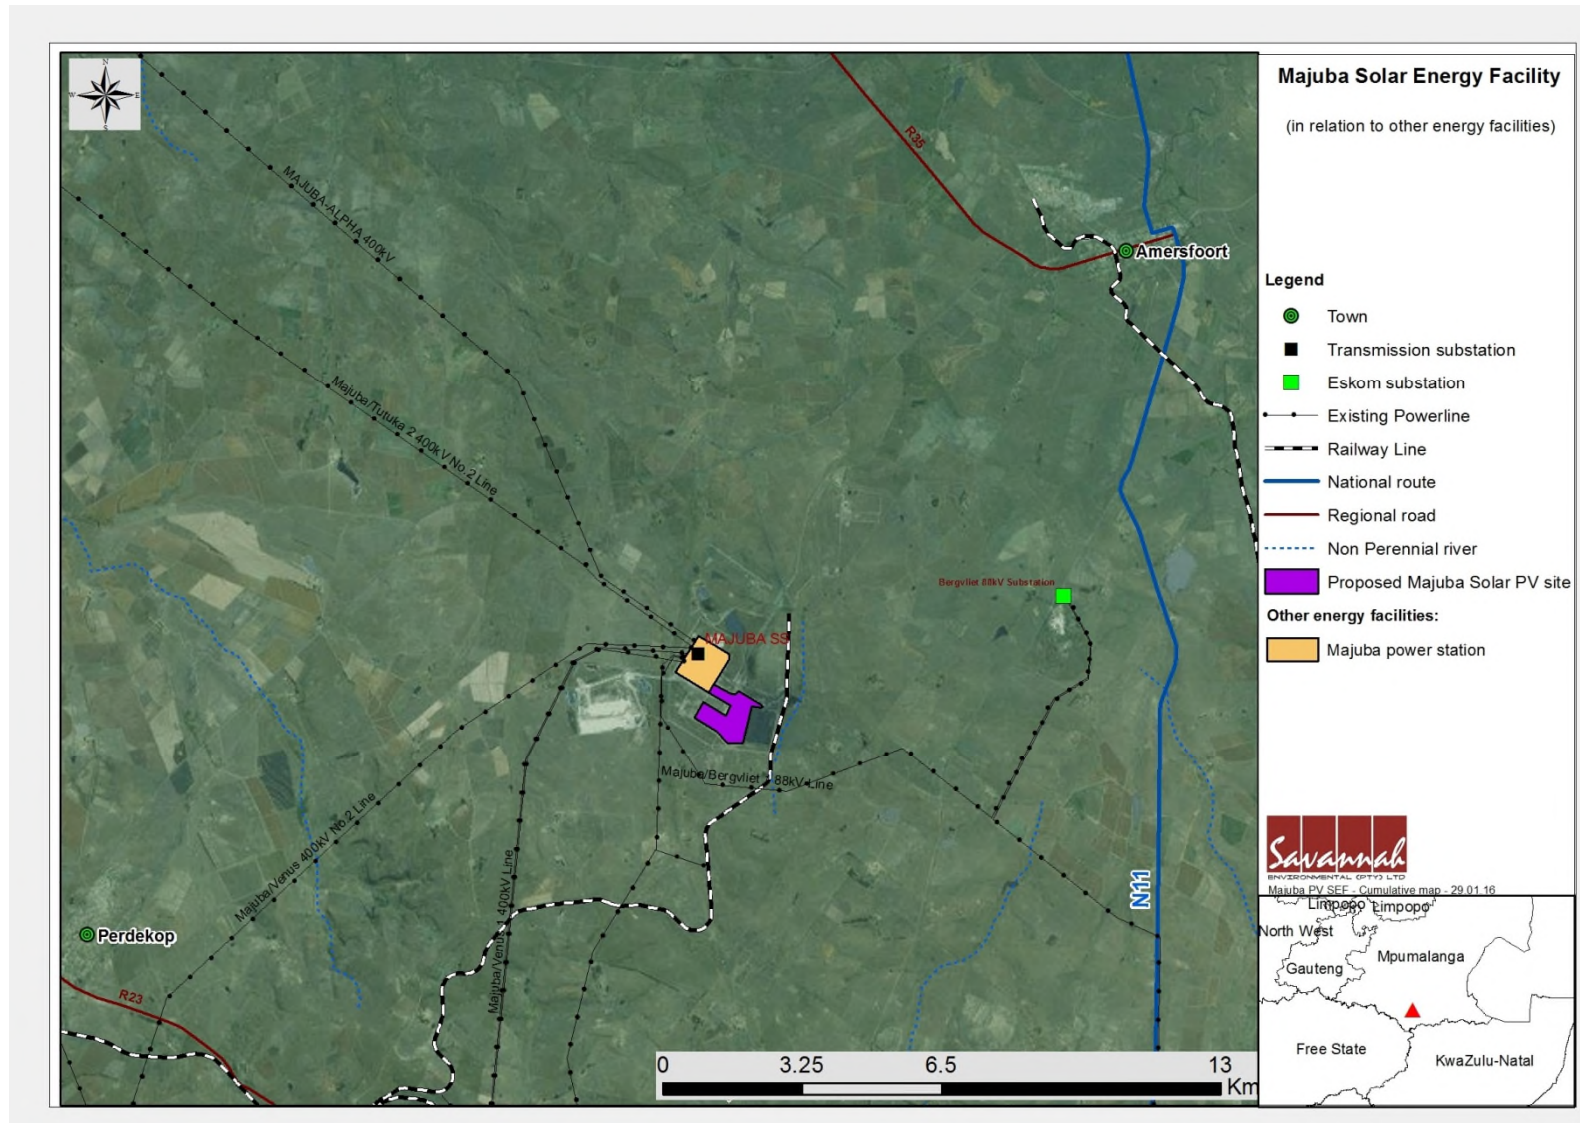 Majuba Solar Energy Facility
(in relation to other energy facilities)
N
W
E
S
R35
MAJUBA-ALPHA 400kV
Amersfoort
Majuba/Tutuka 2 400kV No.2 Line
Bergvliet 88kV Substation
MAJUBA SS
Majuba/Bergvliet 1 88kV Line
Majuba/Venus 400kV No.2 Line
Majuba/Venus 1 400kV Line
N11
Perdekop
R23
0 3.25 6.5 13
Km
Legend
Town
Transmission substation
Eskom substation
Existing Powerline
Railway Line
National route
Regional road
Non Perennial river
Proposed Majuba Solar PV site
Other energy facilities:
Majuba power station
Savannah
ENVIRONMENTAL (PTY) LTD
Majuba PV SEF - Cumulative map - 29.01.16
Limpopo Limpopo
North West
Mpumalanga
Gauteng
Free State
KwaZulu-Natal